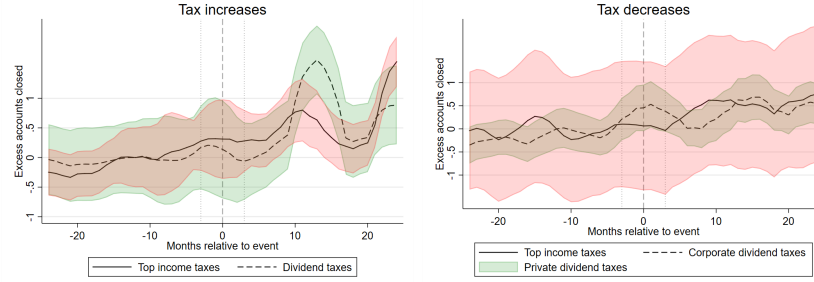 Tax increases
Excess accounts closed
1
.5
0
-.5
-1
-20 -10 0 10 20
Months relative to event
Top income taxes Dividend taxes
Tax decreases
Excess accounts closed
1
.5
0
-.5
-1
-20 -10 0 10 20
Months relative to event
Top income taxes Corporate dividend taxes
Private dividend taxes